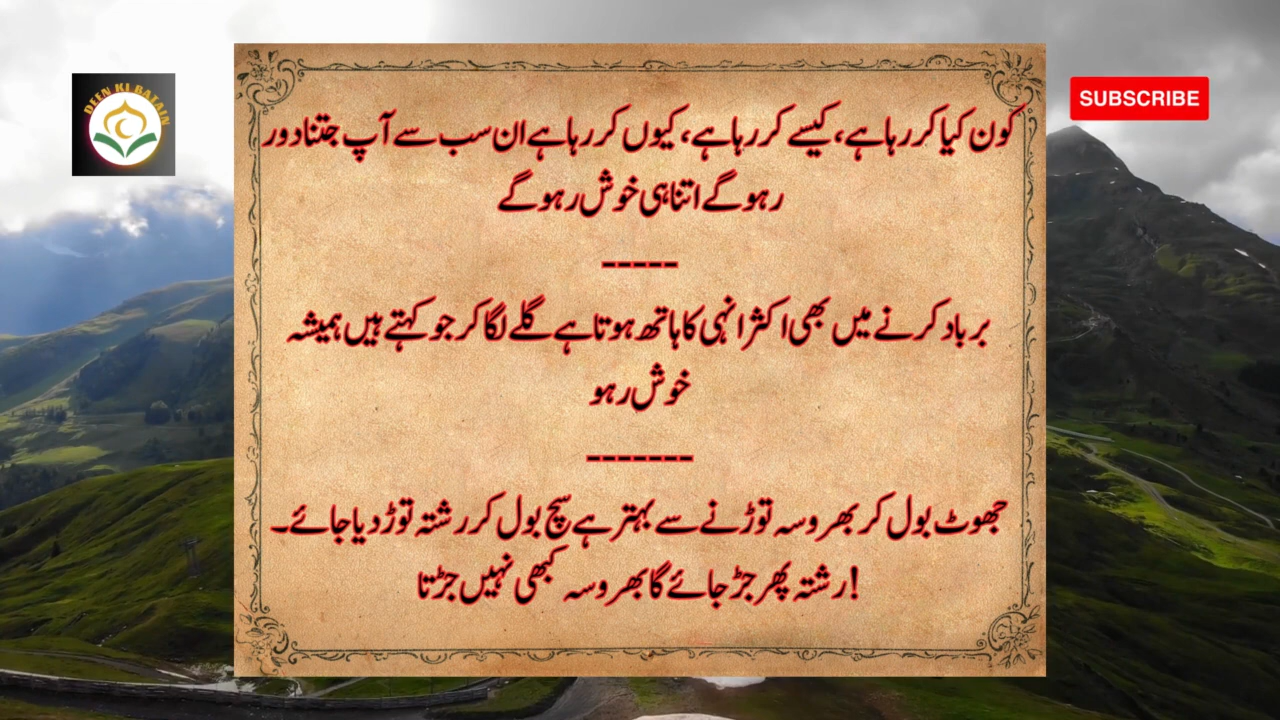 DEEN KI BATAIN
SUBSCRIBE
کون کیا کر رہا ہے، کیسے کر رہا ہے، کیوں کر رہا ہے ان سب سے آپ جتنا دور
رہو گے اتنا ہی خوش رہو گے
-----
برباد کرنے میں بھی اکثر انہی کا ہاتھ ہوتا ہے گلے لگا کر جو کہتے ہیں ہمیشہ
خوش رہو
-------
جھوٹ بول کر بھروسہ توڑنے سے بہتر ہے سچ بول کر رشتہ توڑ دیا جائے۔
!رشتہ پھر جڑ جائے گا بھروسہ کبھی نہیں جڑتا